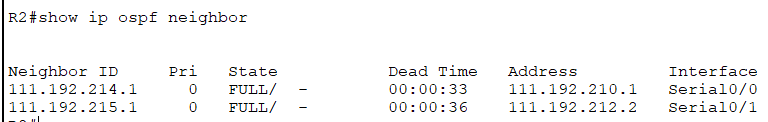 R2#show ip ospf neighbor
Neighbor ID Pri State Dead Time Address Interface
111.192.214.1 0 FULL/ - 00:00:33 111.192.210.1 Serial0/0
111.192.215.1 0 FULL/ - 00:00:36 111.192.212.2 Serial0/1
R2#